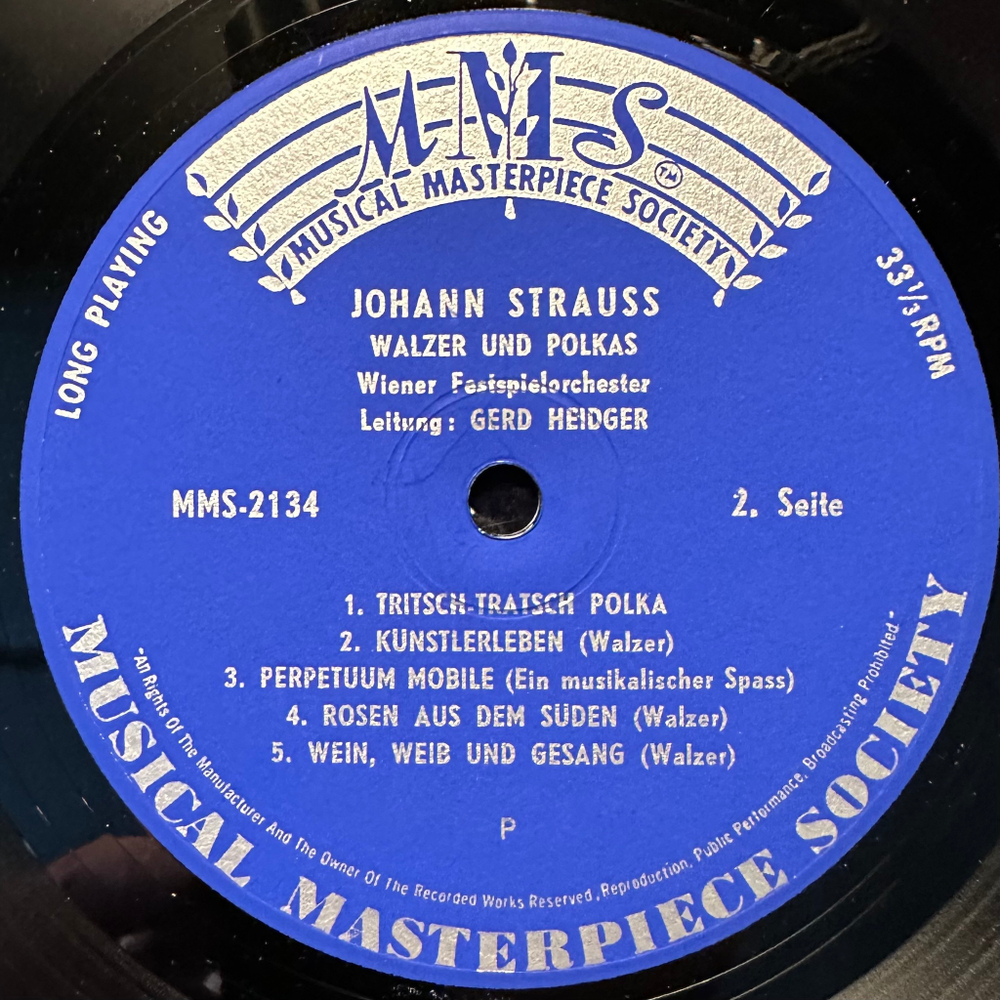 MMS
TM
MUSICAL MASTERPIECE SOCIETY
LONG PLAYING
33 1/3 RPM
JOHANN STRAUSS
WALZER UND POLKAS
Wiener Festspielorchester
Leitung: GERD HEIDGER
MMS-2134
2. Seite
1. TRITSCH-TRATSCH POLKA
2. KÜNSTLERLEBEN (Walzer)
3. PERPETUUM MOBILE (Ein musikalischer Spass)
4. ROSEN AUS DEM SÜDEN (Walzer)
5. WEIN, WEIB UND GESANG (Walzer)
P
"All Rights Of The Manufacturer And The Owner Of The Recorded Works Reserved, Reproduction, Public Performance, Broadcasting Prohibited"
MUSICAL MASTERPIECE SOCIETY